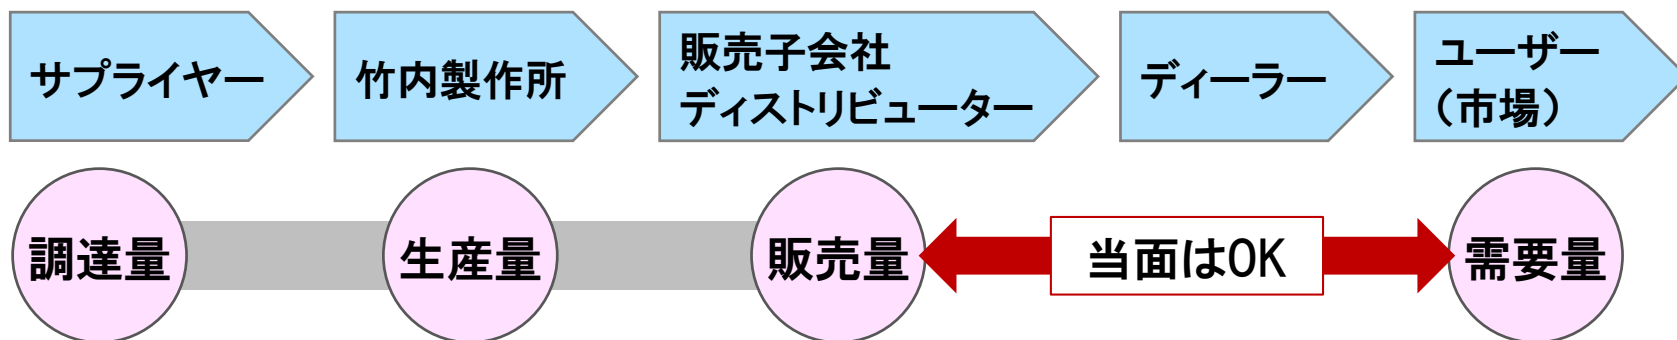 サプライヤー
竹内製作所
販売子会社
ディストリビューター
ディーラー
ユーザー
（市場）
調達量
生産量
販売量
当面はOK
需要量